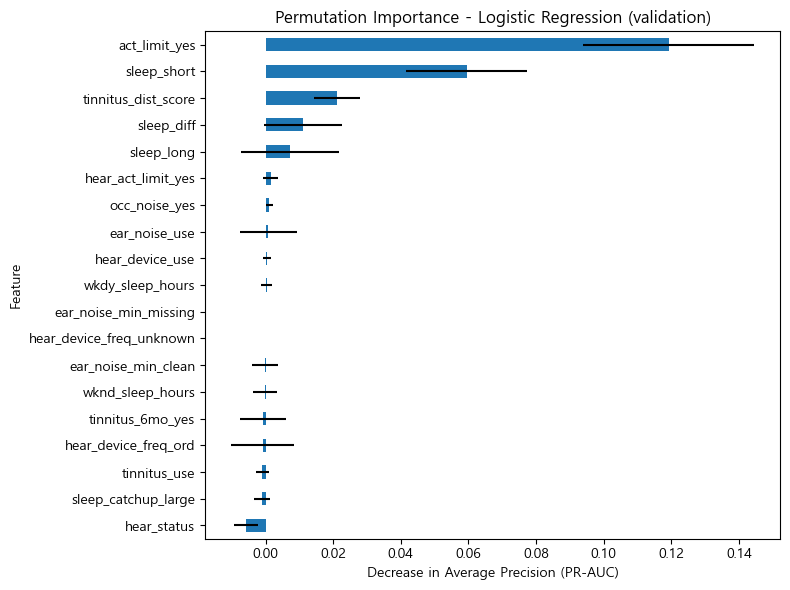 Permutation Importance - Logistic Regression (validation)
act_limit_yes
sleep_short
tinnitus_dist_score
sleep_diff
sleep_long
hear_act_limit_yes
occ_noise_yes
ear_noise_use
hear_device_use
wkdy_sleep_hours
ear_noise_min_missing
hear_device_freq_unknown
ear_noise_min_clean
wknd_sleep_hours
tinnitus_6mo_yes
hear_device_freq_ord
tinnitus_use
sleep_catchup_large
hear_status
Feature
0.00 0.02 0.04 0.06 0.08 0.10 0.12 0.14
Decrease in Average Precision (PR-AUC)